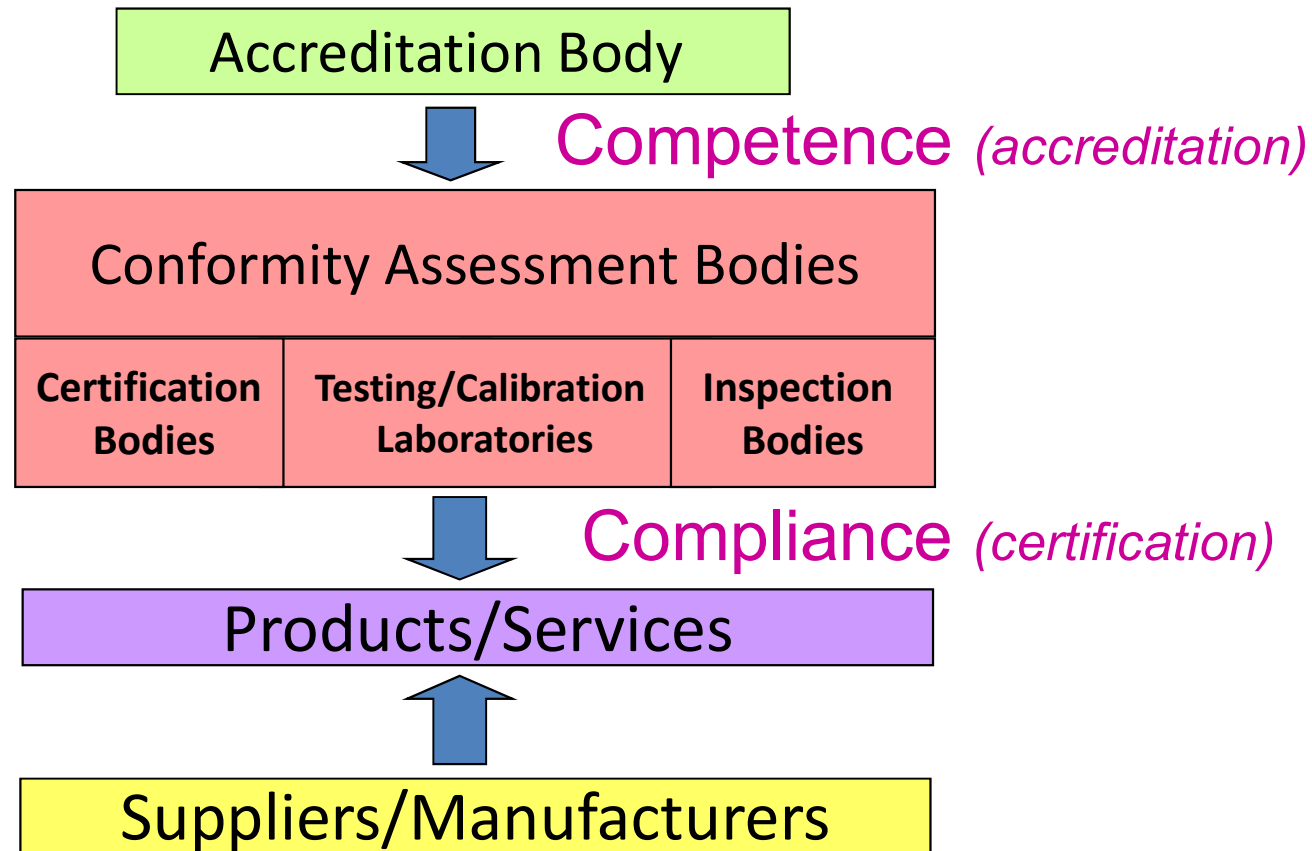 Accreditation Body
Competence (accreditation)
Conformity Assessment Bodies
Certification
Bodies
Testing/Calibration
Laboratories
Inspection
Bodies
Compliance (certification)
Products/Services
Suppliers/Manufacturers